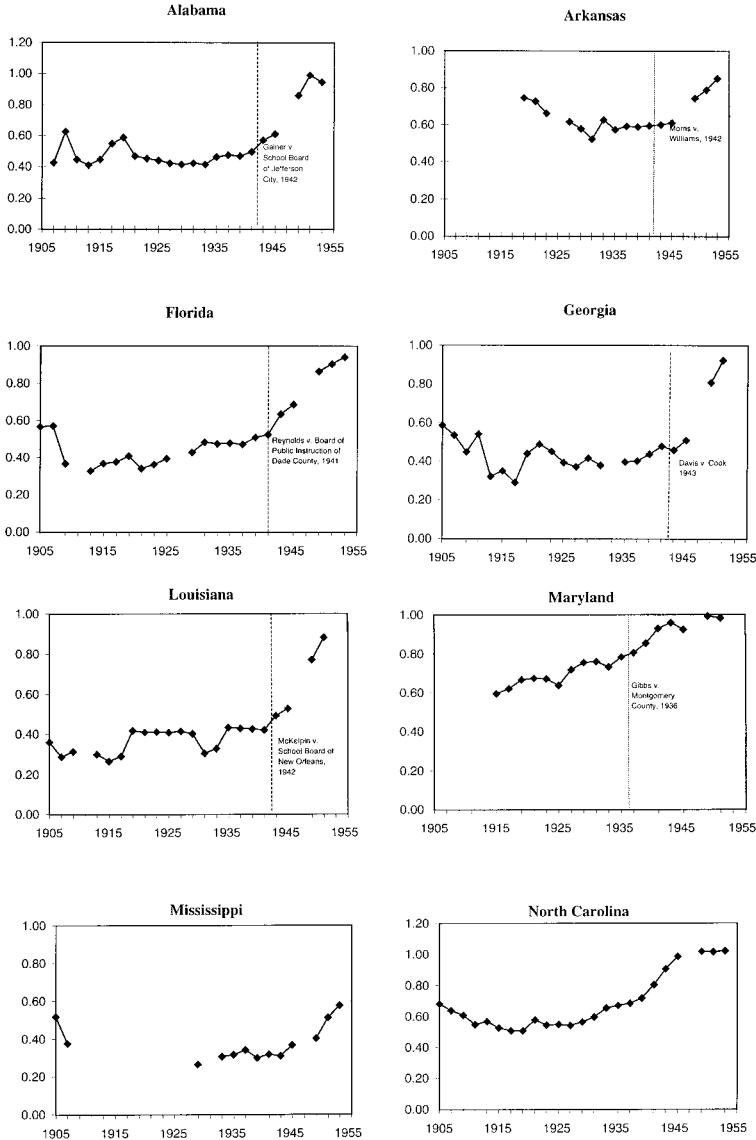 Alabama
1.20
1.00
0.80
0.60
0.40
0.20
0.00
1905 1915 1925 1935 1945 1955
Gainer v
School Board
of Jefferson
City, 1942
Arkansas
1.00
0.80
0.60
0.40
0.20
0.00
1905 1915 1925 1935 1945 1955
Morris v.
Williams, 1942
Florida
1.00
0.80
0.60
0.40
0.20
0.00
1905 1915 1925 1935 1945 1955
Reynolds v. Board of
Public Instruction of
Dade County, 1941
Georgia
1.00
0.80
0.60
0.40
0.20
0.00
1905 1915 1925 1935 1945 1955
Davis v. Cook
1943
Louisiana
1.00
0.80
0.60
0.40
0.20
0.00
1905 1915 1925 1935 1945 1955
McKelpin v.
School Board of
New Orleans,
1942
Maryland
1.00
0.80
0.60
0.40
0.20
0.00
1905 1915 1925 1935 1945 1955
Gibbs v.
Montgomery
County, 1936
Mississippi
1.00
0.80
0.60
0.40
0.20
0.00
1905 1915 1925 1935 1945 1955
North Carolina
1.20
1.00
0.80
0.60
0.40
0.20
0.00
1905 1915 1925 1935 1945 1955